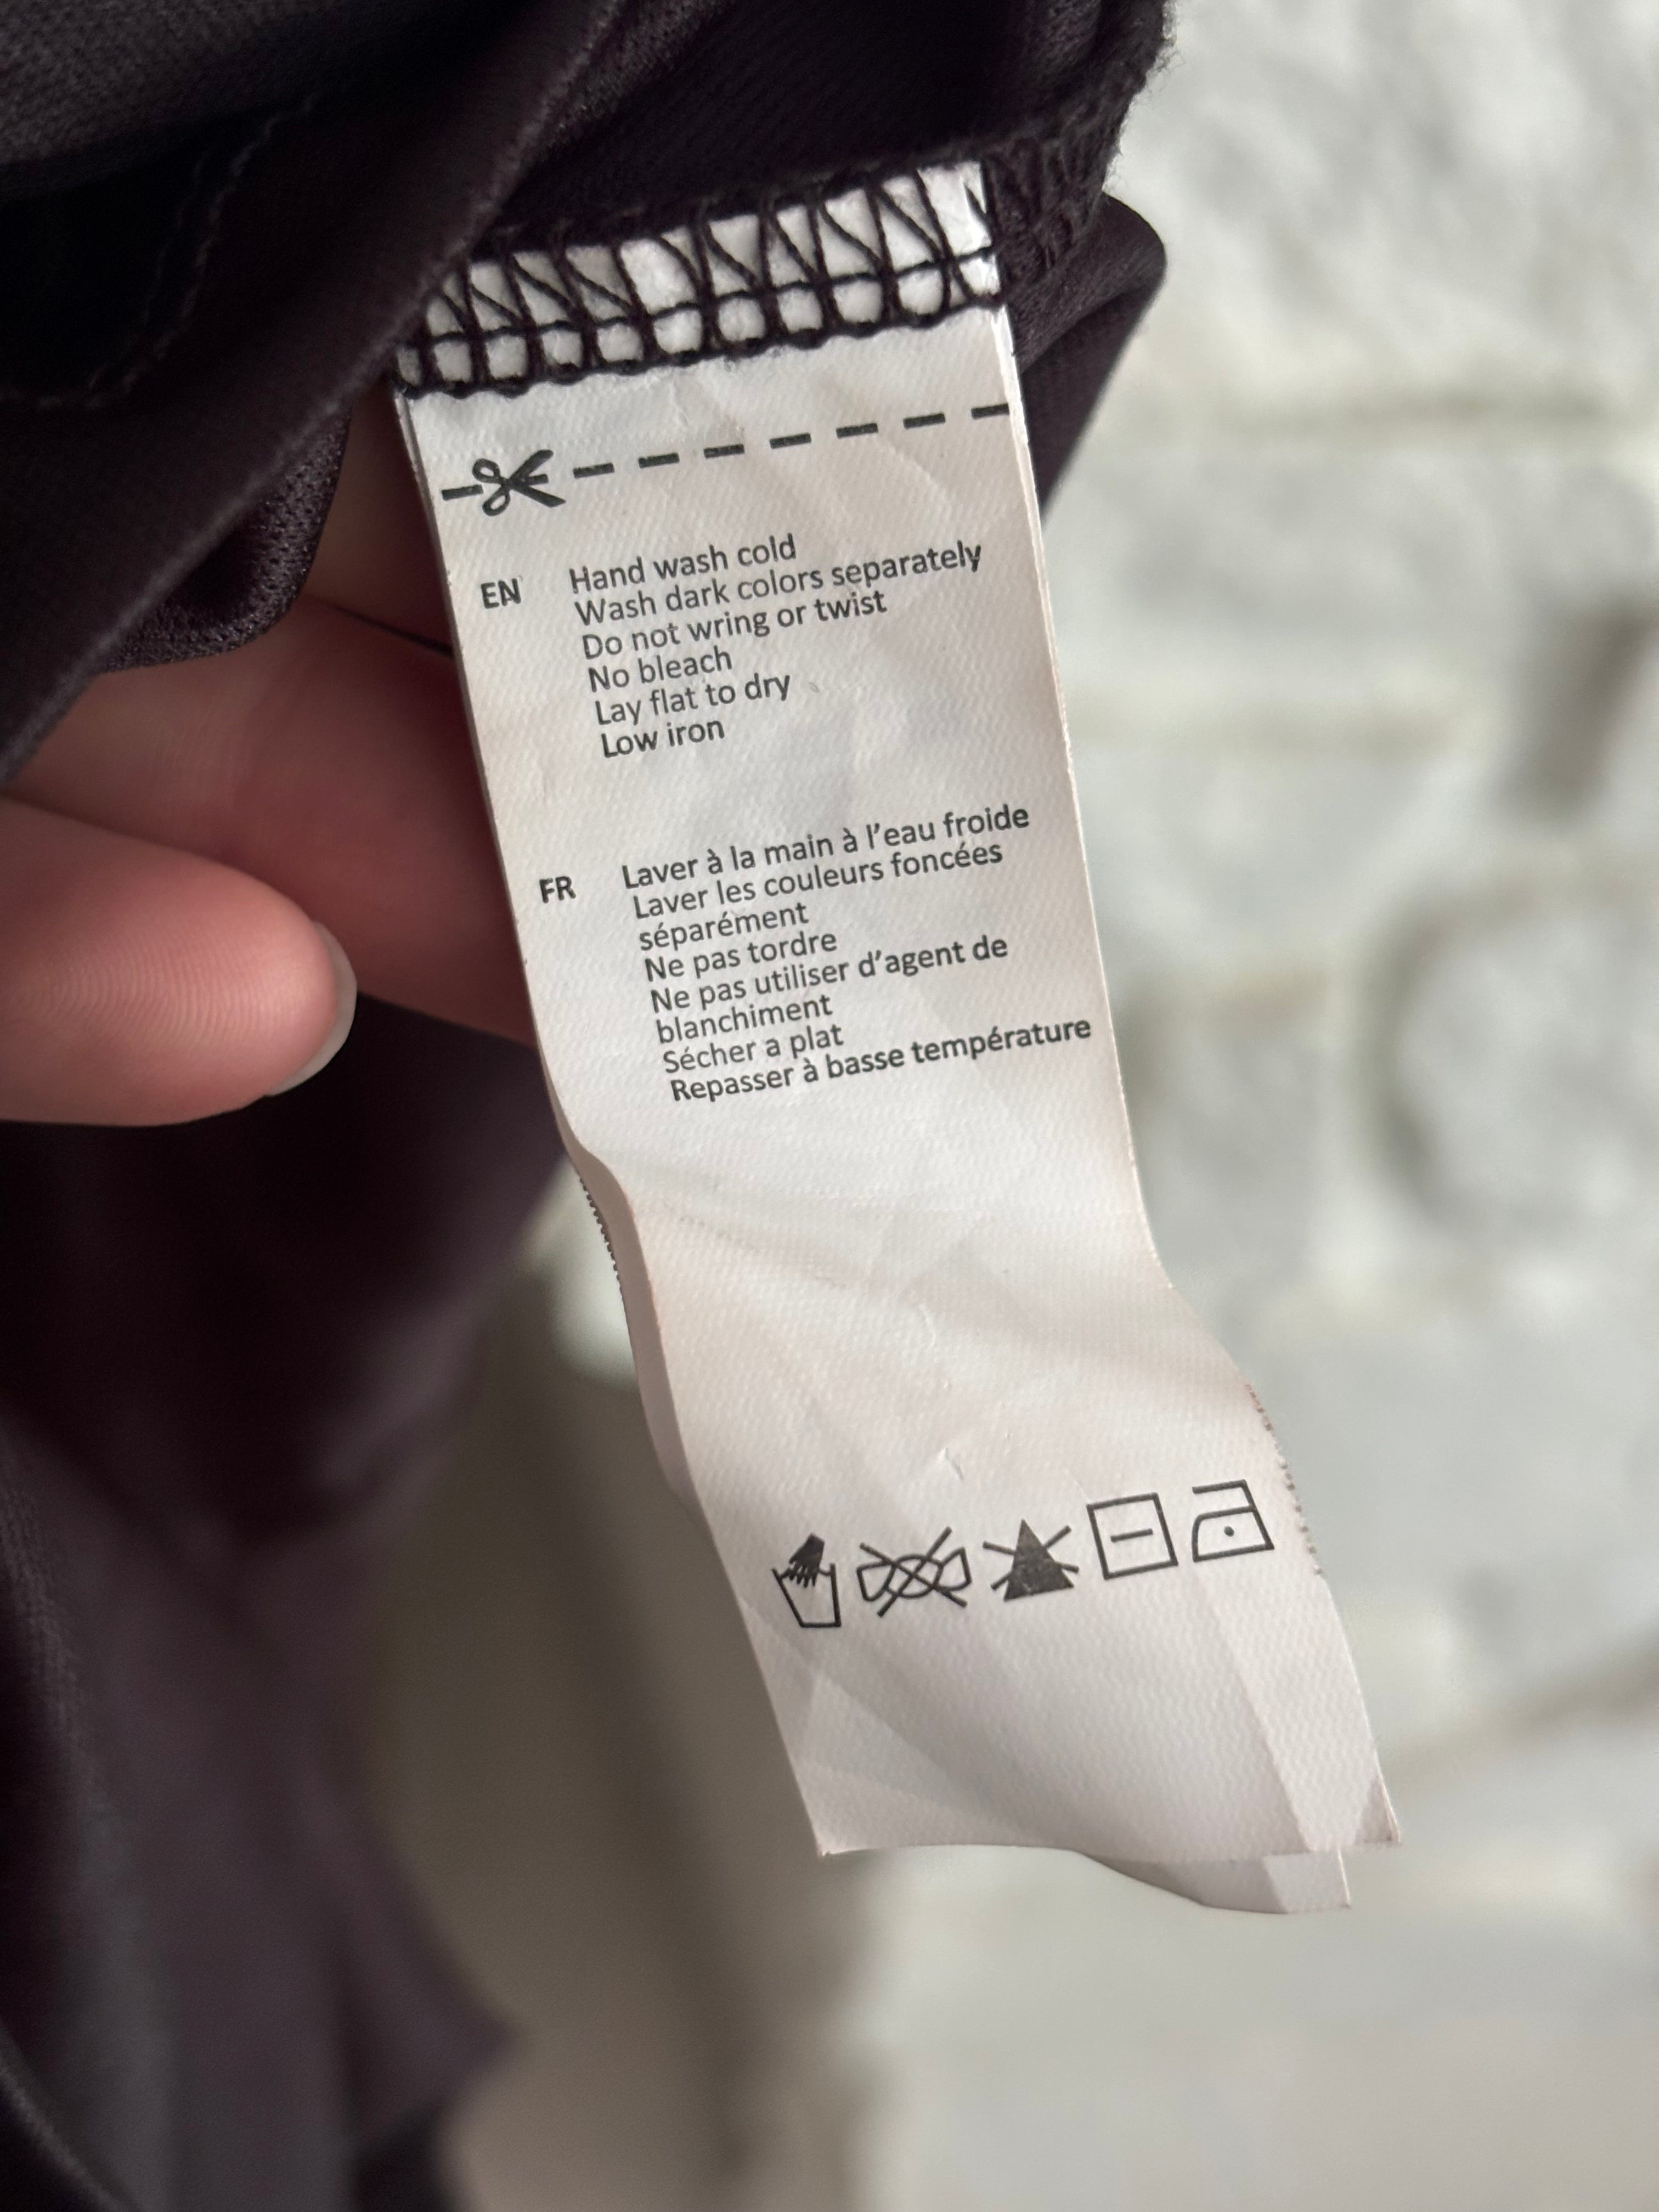 EN Hand wash cold
Wash dark colors separately
Do not wring or twist
No bleach
Lay flat to dry
Low iron
FR Laver à la main à l'eau froide
Laver les couleurs foncées
séparément
Ne pas tordre
Ne pas utiliser d'agent de
blanchiment
Sécher a plat
Repasser à basse température